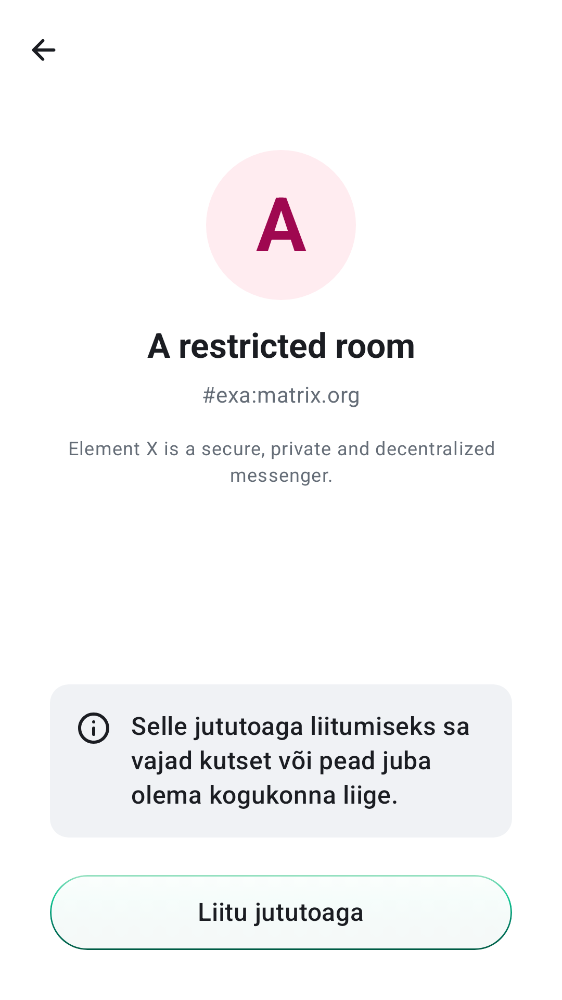 A
A restricted room
#exa:matrix.org
Element X is a secure, private and decentralized
messenger.
Selle jututoaga liitumiseks sa
vajad kutset või pead juba
olema kogukonna liige.
Liitu jututoaga